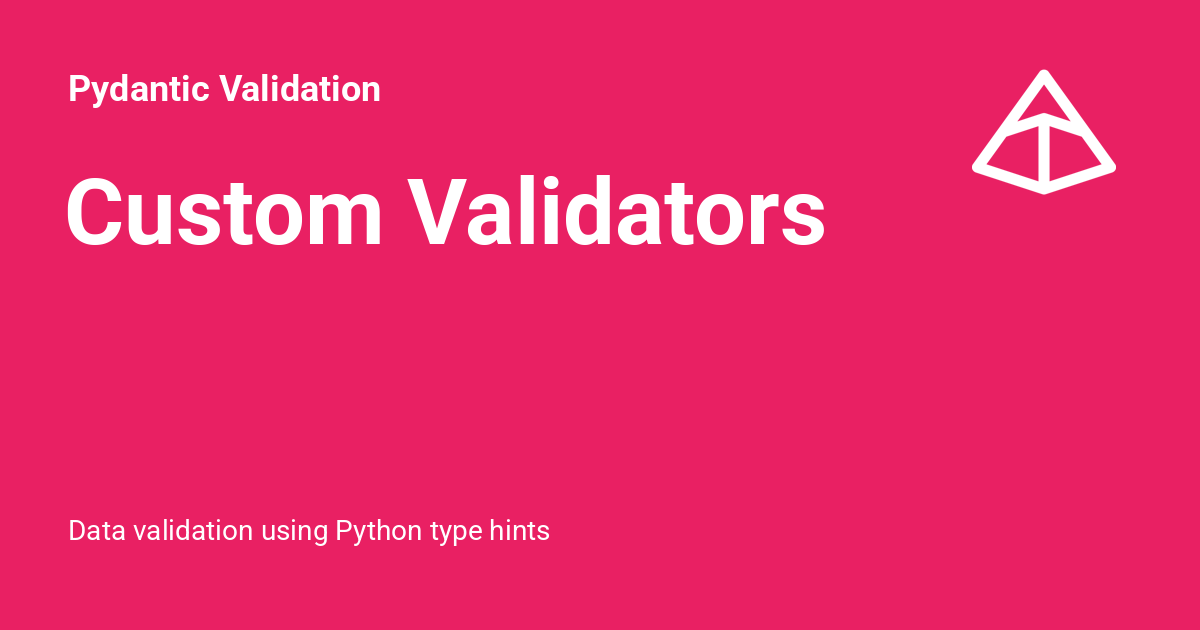 Pydantic Validation
Custom Validators
Data validation using Python type hints